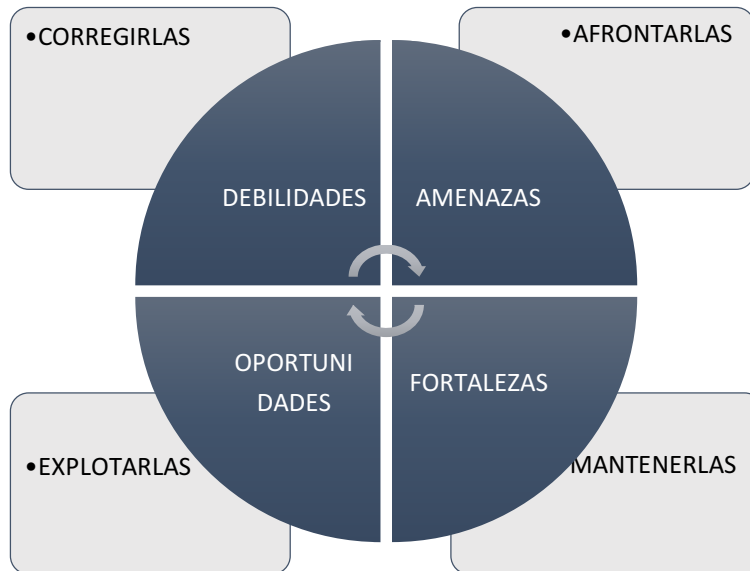 •CORREGIRLAS
•AFRONTARLAS
DEBILIDADES
AMENAZAS
OPORTUNI
DADES
FORTALEZAS
•EXPLOTARLAS
MANTENERLAS